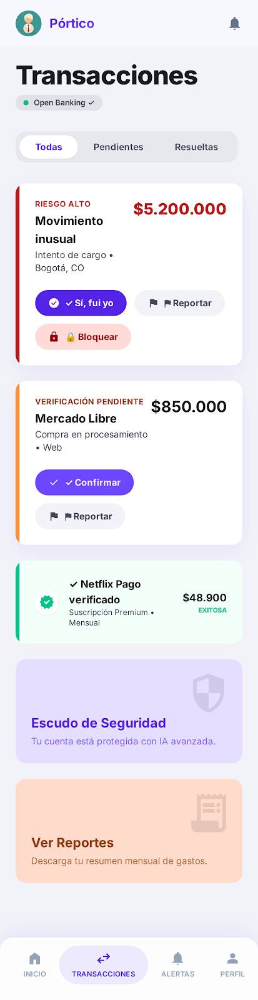 Pórtico
Transacciones
Open Banking ✓
Todas
Pendientes
Resueltas
RIESGO ALTO
$5.200.000
Movimiento
inusual
Intento de cargo •
Bogotá, CO
✓ Sí, fui yo
Reportar
🔒 Bloquear
VERIFICACIÓN PENDIENTE
$850.000
Mercado Libre
Compra en procesamiento
• Web
✓ Confirmar
Reportar
✓ Netflix Pago
verificado
$48.900
Suscripción Premium •
Mensual
EXITOSA
Escudo de Seguridad
Tu cuenta está protegida con IA avanzada.
Ver Reportes
Descarga tu resumen mensual de gastos.
INICIO
TRANSACCIONES
ALERTAS
PERFIL